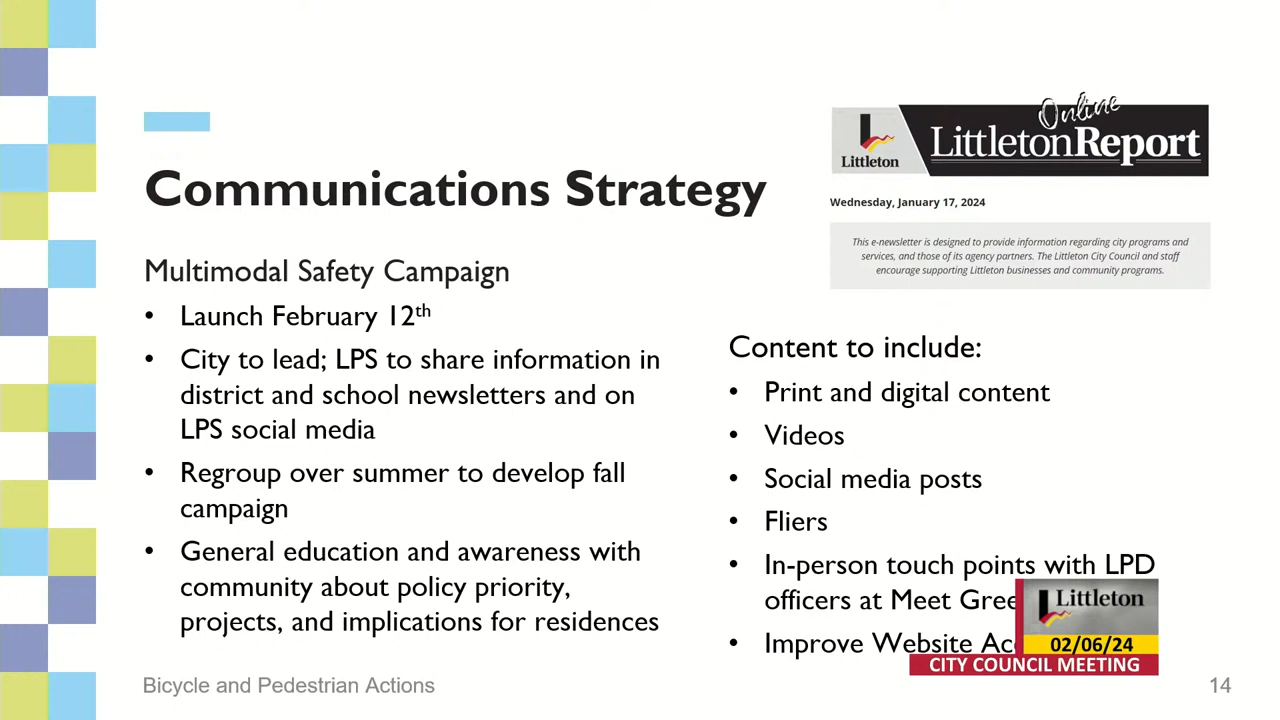 Online
Littleton Report
Littleton
Wednesday, January 17, 2024
This e-newsletter is designed to provide information regarding city programs and
services, and those of its agency partners. The Littleton City Council and staff
encourage supporting Littleton businesses and community programs.
Communications Strategy
Multimodal Safety Campaign
• Launch February 12th
• City to lead; LPS to share information in
district and school newsletters and on
LPS social media
• Regroup over summer to develop fall
campaign
• General education and awareness with
community about policy priority,
projects, and implications for residences
Content to include:
• Print and digital content
• Videos
• Social media posts
• Fliers
• In-person touch points with LPD
officers at Meet
• Improve Website
Littleton
02/06/24
CITY COUNCIL MEETING
Bicycle and Pedestrian Actions
14